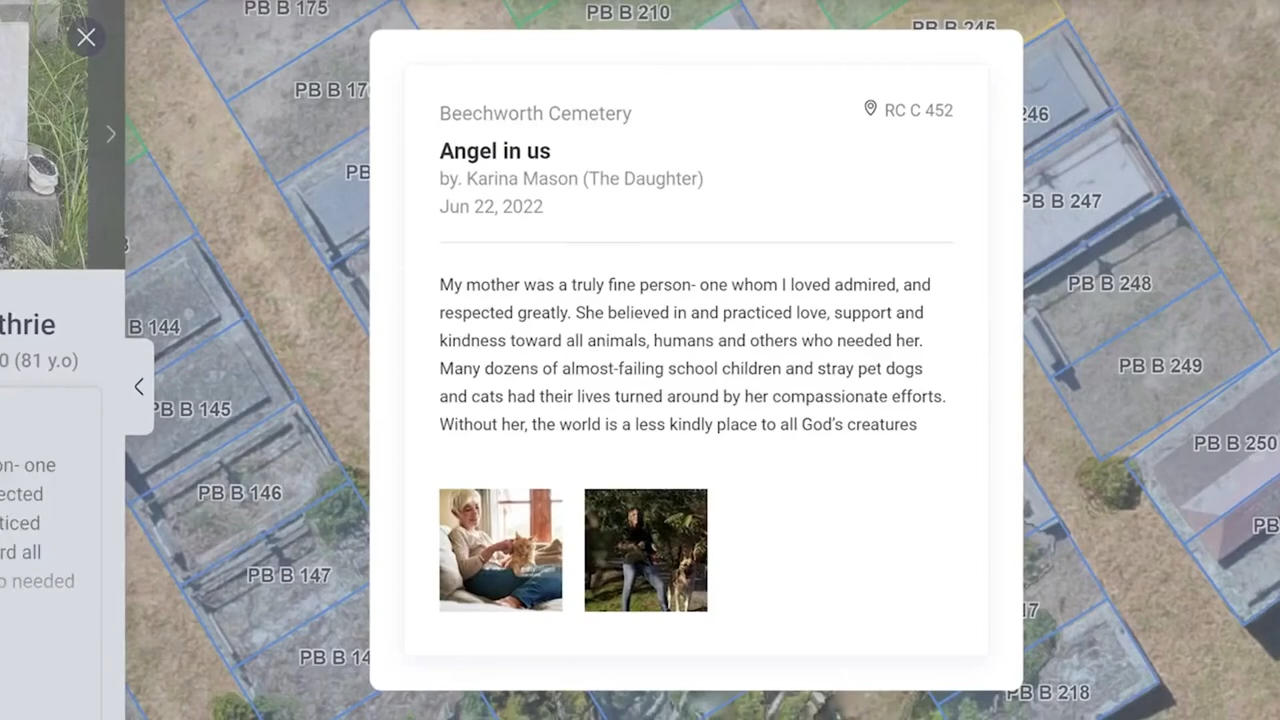 PB B 175
PB B 210
PB B 245
PB B 17
246
PB
PB B 247
PB B 248
PB B 249
PB B 250
PB
B 144
PB B 145
PB B 146
PB B 147
PB B 14
17
PB B 218
thrie
0 (81 y.o)
on- one
ected
ticed
rd all
o needed
Beechworth Cemetery
RC C 452
Angel in us
by. Karina Mason (The Daughter)
Jun 22, 2022
My mother was a truly fine person- one whom I loved admired, and
respected greatly. She believed in and practiced love, support and
kindness toward all animals, humans and others who needed her.
Many dozens of almost-failing school children and stray pet dogs
and cats had their lives turned around by her compassionate efforts.
Without her, the world is a less kindly place to all God’s creatures